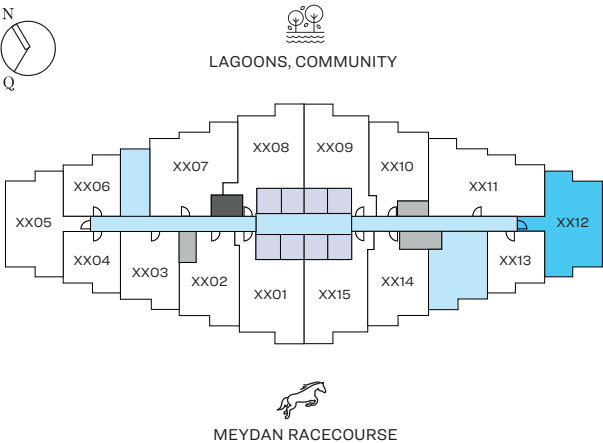 N
Q
LAGOONS, COMMUNITY
XX08 XX09
XX07 XX10
XX06 XX11
XX05 XX12
XX04 XX03 XX13
XX02 XX14
XX01 XX15
MEYDAN RACECOURSE